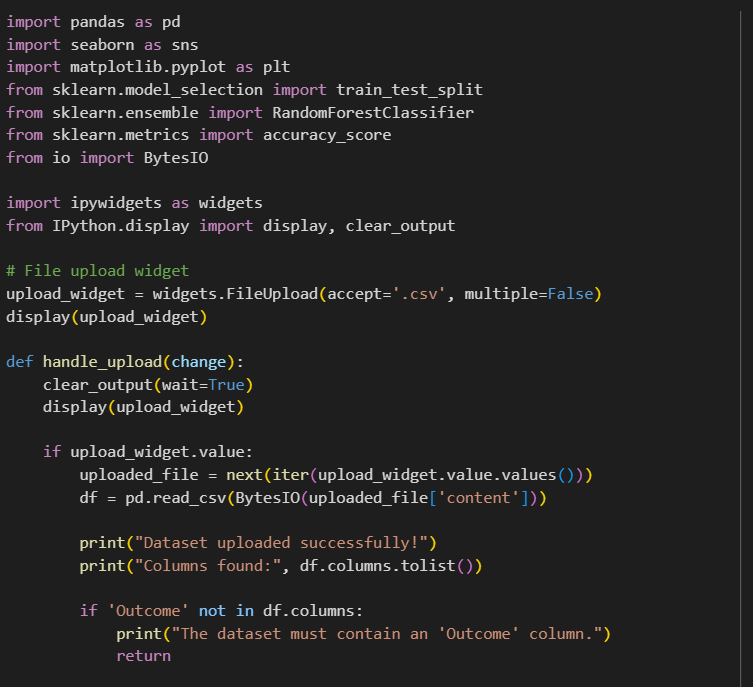 import pandas as pd
import seaborn as sns
import matplotlib.pyplot as plt
from sklearn.model_selection import train_test_split
from sklearn.ensemble import RandomForestClassifier
from sklearn.metrics import accuracy_score
from io import BytesIO

import ipywidgets as widgets
from IPython.display import display, clear_output

# File upload widget
upload_widget = widgets.FileUpload(accept='.csv', multiple=False)
display(upload_widget)

def handle_upload(change):
    clear_output(wait=True)
    display(upload_widget)

    if upload_widget.value:
        uploaded_file = next(iter(upload_widget.value.values()))
        df = pd.read_csv(BytesIO(uploaded_file['content']))

        print("Dataset uploaded successfully!")
        print("Columns found:", df.columns.tolist())

        if 'Outcome' not in df.columns:
            print("The dataset must contain an 'Outcome' column.")
            return